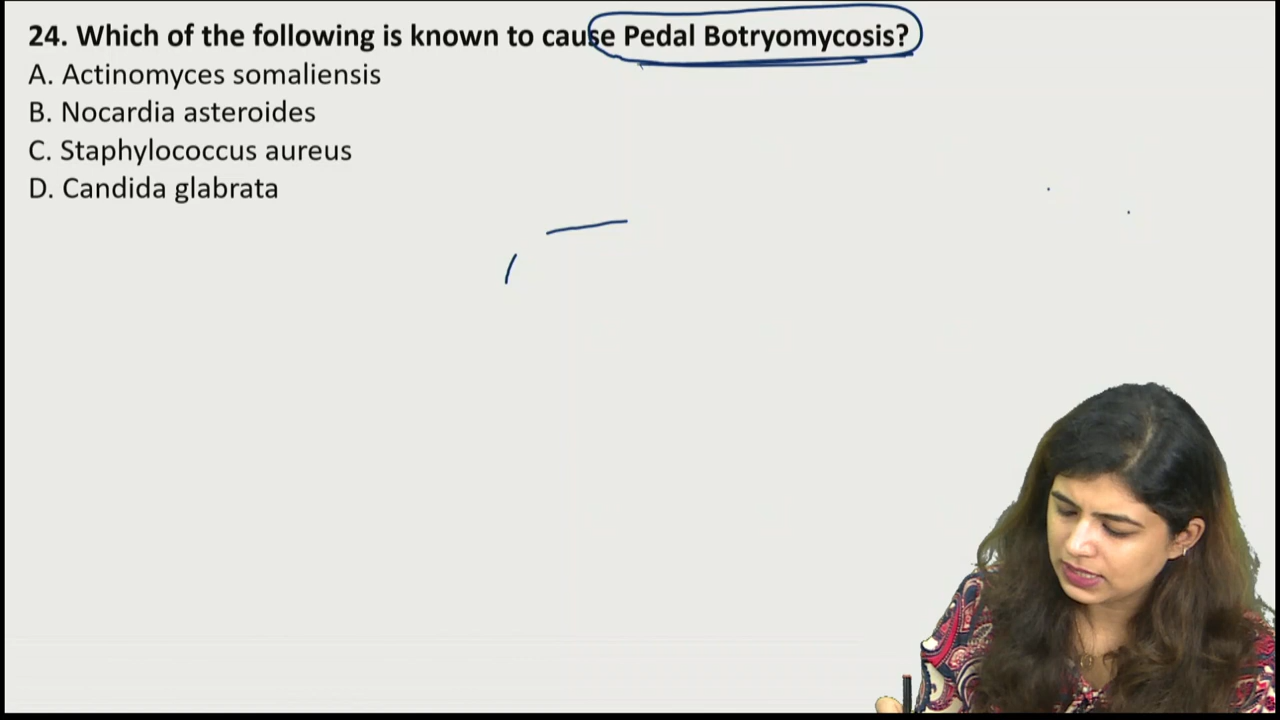 24. Which of the following is known to cause Pedal Botryomycosis?
A. Actinomyces somaliensis
B. Nocardia asteroides
C. Staphylococcus aureus
D. Candida glabrata